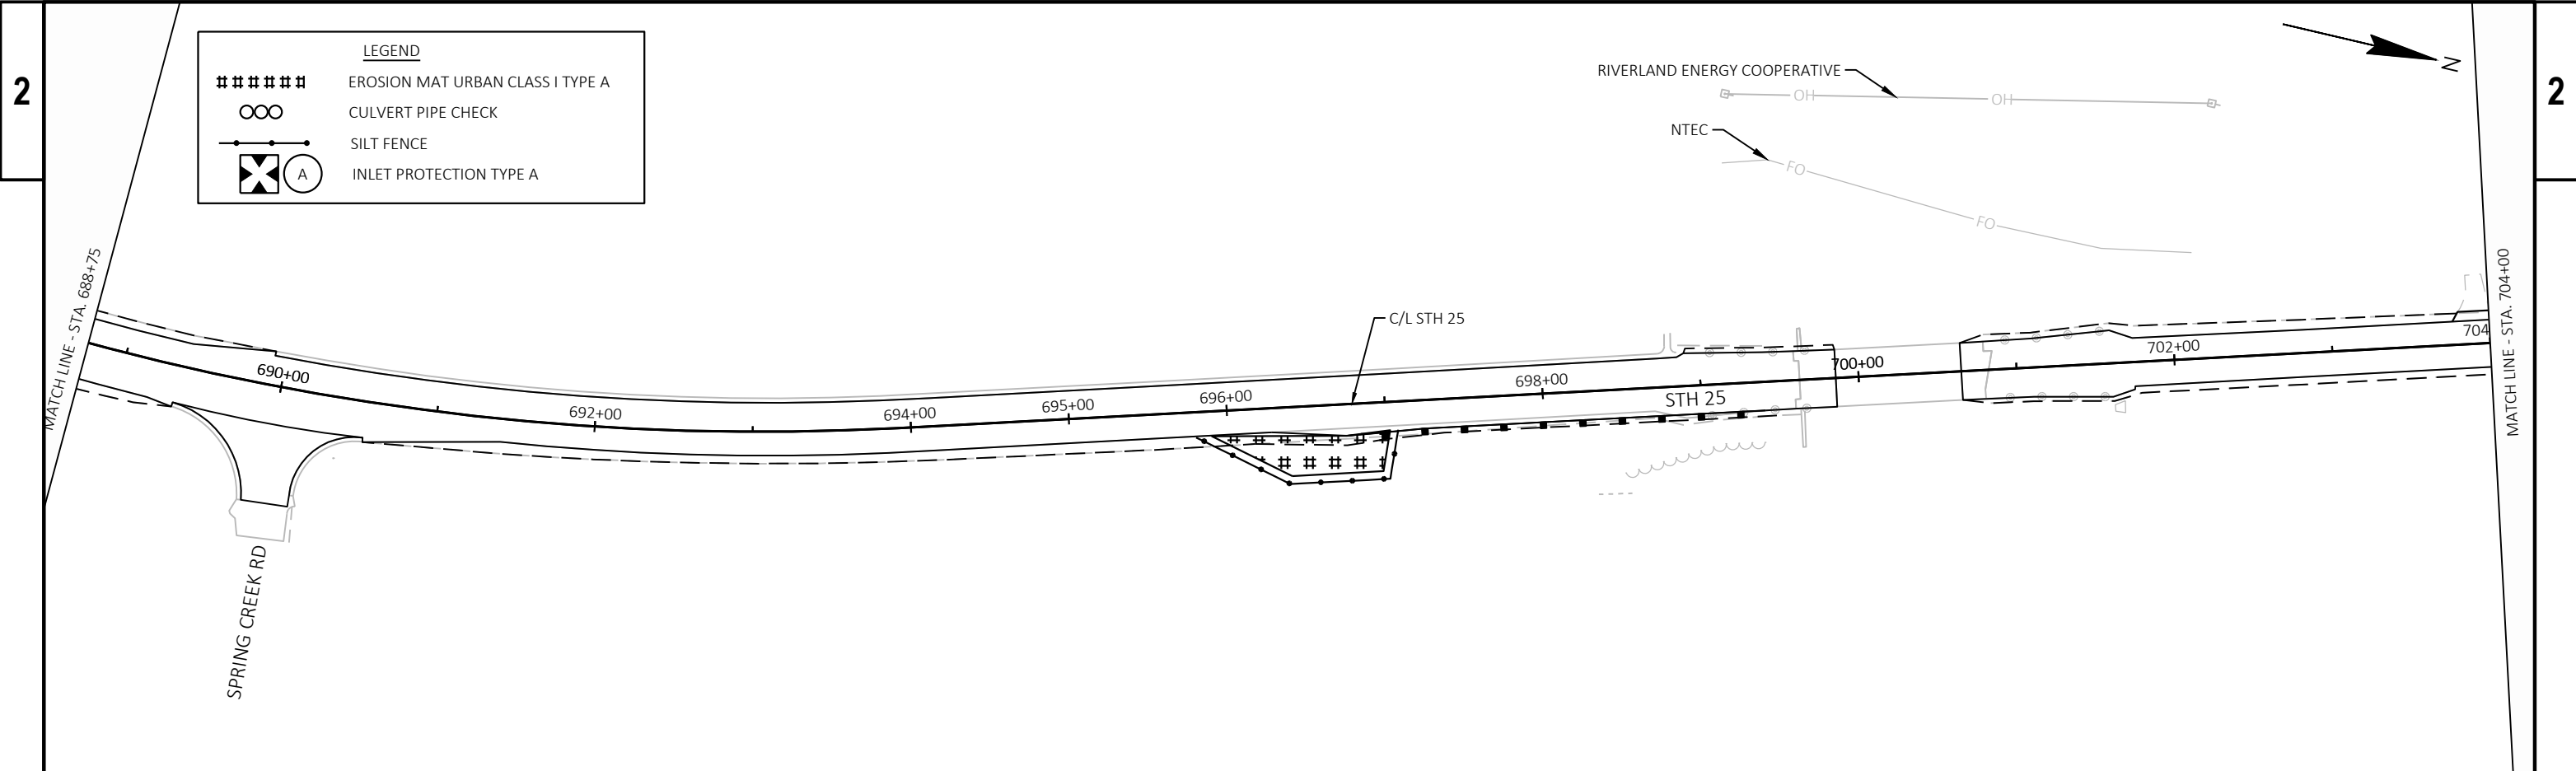 2
LEGEND
EROSION MAT URBAN CLASS I TYPE A
CULVERT PIPE CHECK
SILT FENCE
A
INLET PROTECTION TYPE A
RIVERLAND ENERGY COOPERATIVE
OH OH
NTEC
FO
FO
N
2
MATCH LINE - STA. 688+75
MATCH LINE - STA. 704+00
C/L STH 25
690+00
692+00
694+00
695+00
696+00
698+00
STH 25
700+00
702+00
704
SPRING CREEK RD